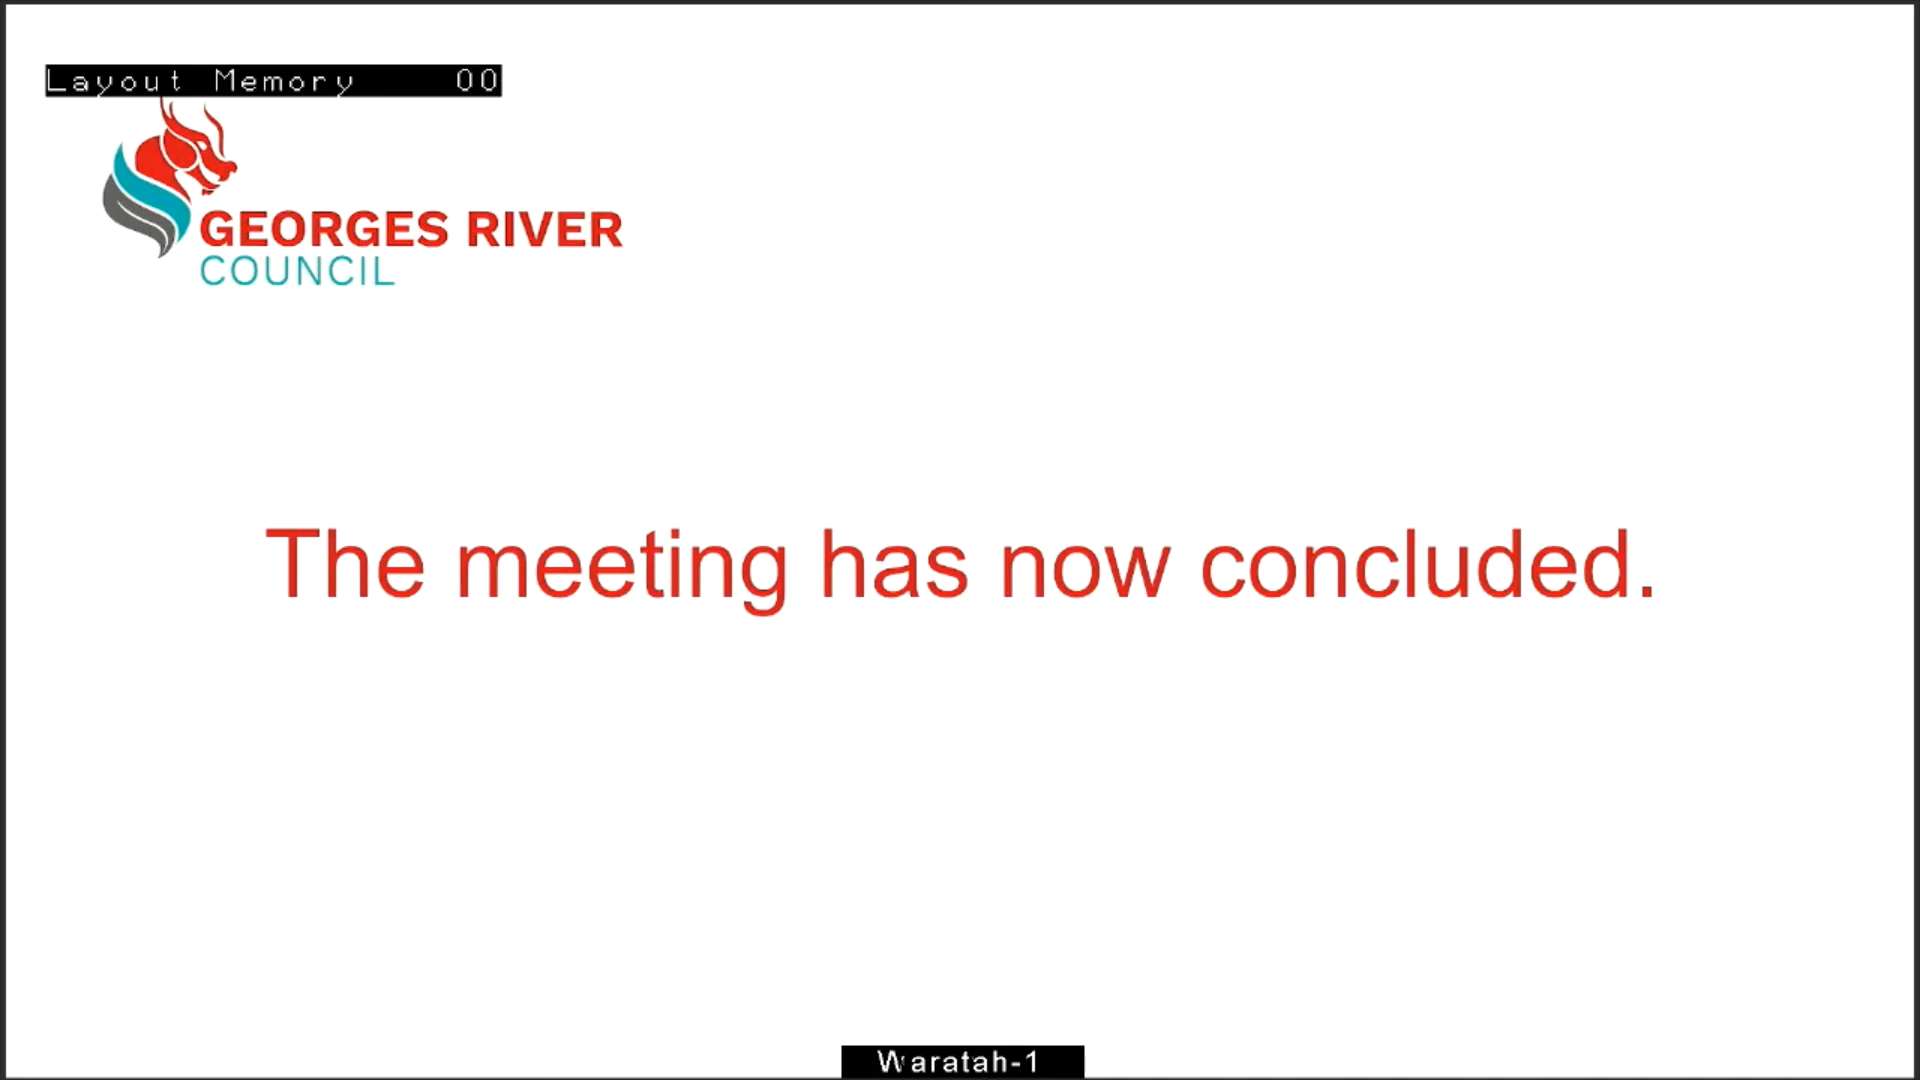 Layout Memory 00
GEORGES RIVER
COUNCIL
The meeting has now concluded.
Waratah-1